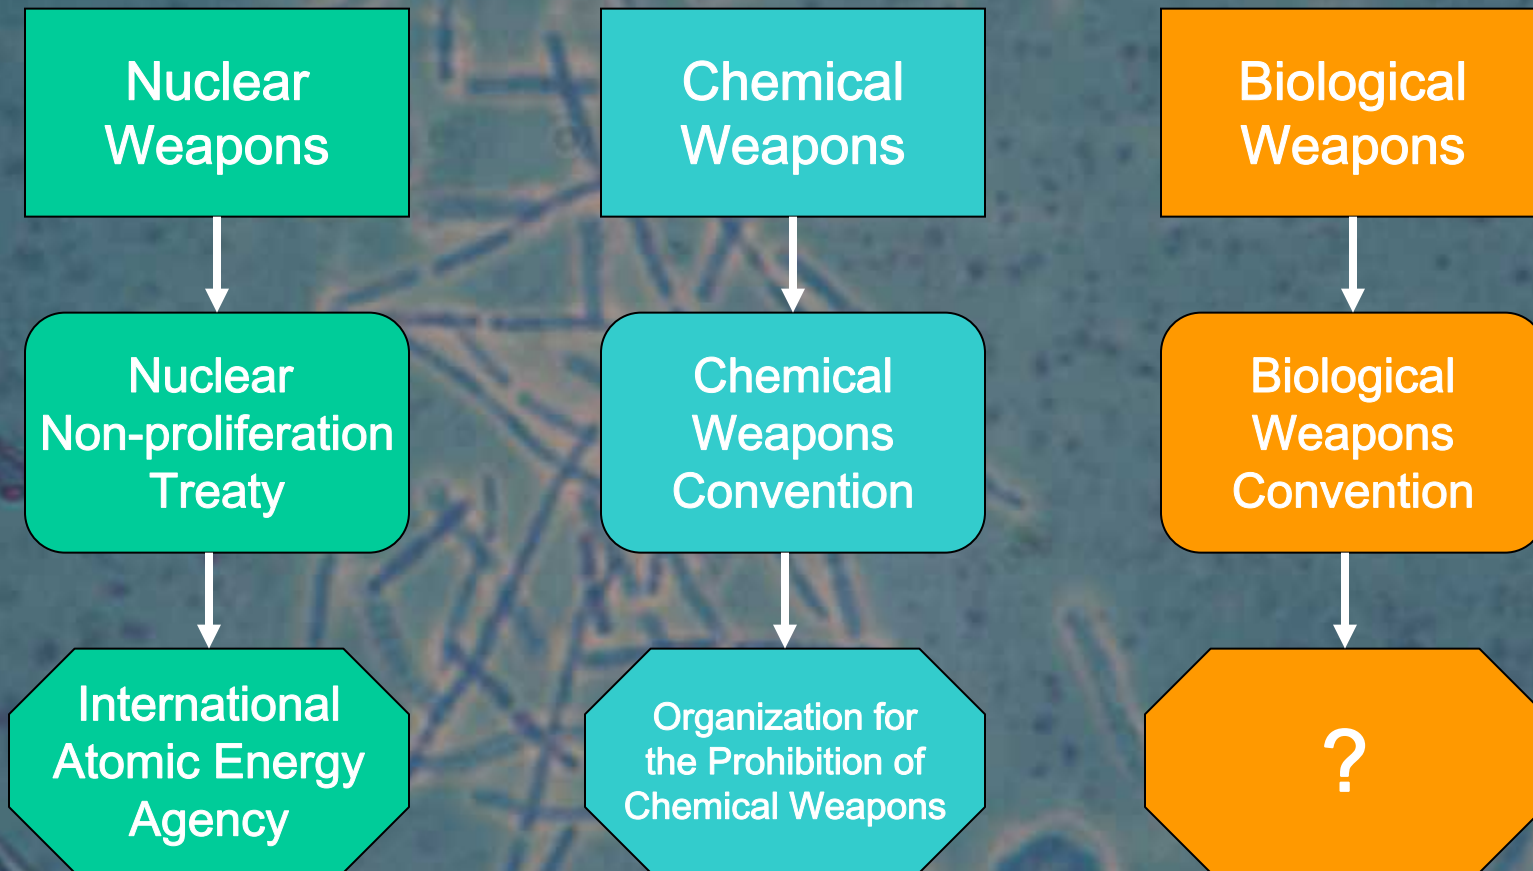 Nuclear
Weapons
Chemical
Weapons
Biological
Weapons
Nuclear
Non-proliferation
Treaty
Chemical
Weapons
Convention
Biological
Weapons
Convention
International
Atomic Energy
Agency
Organization for
the Prohibition of
Chemical Weapons
?